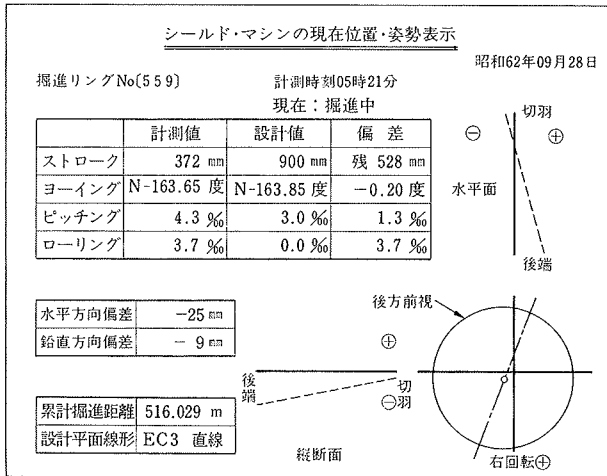 シールド・マシンの現在位置・姿勢表示
昭和62年09月28日
掘進リングNo〔559〕 計測時刻05時21分
現在：掘進中
計測値 設計値 偏差
ストローク 372 mm 900 mm 残 528 mm
ヨーイング N-163.65 度 N-163.85 度 -0.20 度
ピッチング 4.3 ‰ 3.0 ‰ 1.3 ‰
ローリング 3.7 ‰ 0.0 ‰ 3.7 ‰
切羽
⊖ ⊕
水平面
後端
水平方向偏差 -25 mm
鉛直方向偏差 - 9 mm
累計掘進距離 516.029 m
設計平面線形 EC3 直線
⊕
後端
切羽
⊖
縦断面
後方前視
右回転⊕